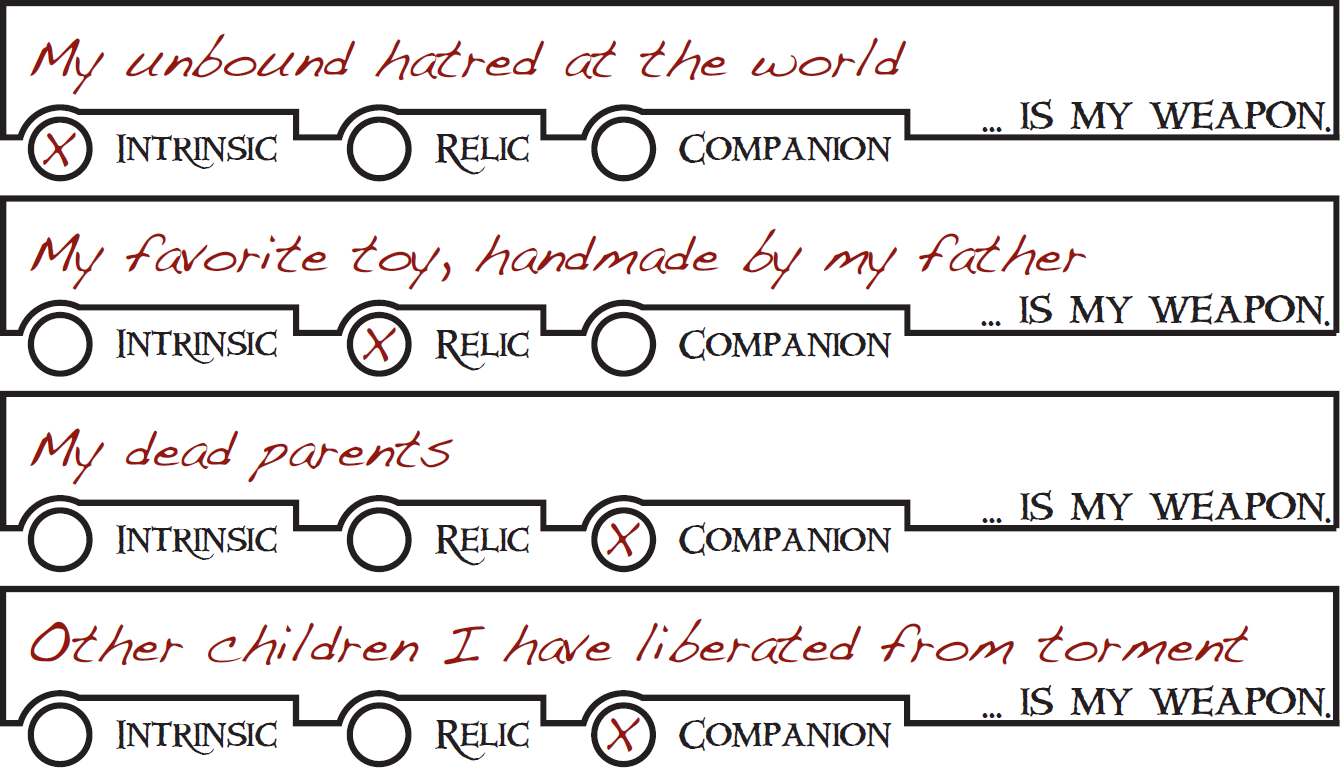 My unbound hatred at the world
... IS MY WEAPON.
X INTRINSIC RELIC COMPANION
My favorite toy, handmade by my father
... IS MY WEAPON.
INTRINSIC X RELIC COMPANION
My dead parents
... IS MY WEAPON.
INTRINSIC RELIC X COMPANION
Other children I have liberated from torment
... IS MY WEAPON.
INTRINSIC RELIC X COMPANION